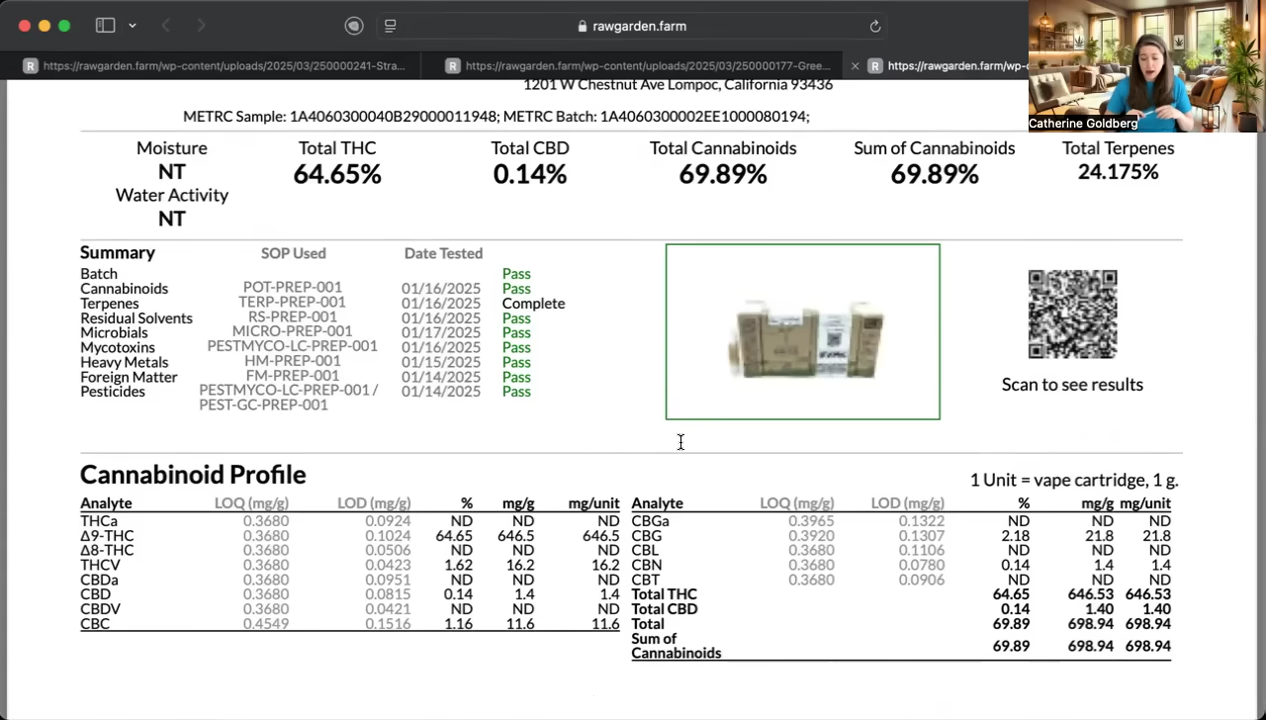 rawgarden.farm
R https://rawgarden.farm/wp-content/uploads/2025/03/250000241-Stra...
R https://rawgarden.farm/wp-content/uploads/2025/03/250000177-Gree...
R https://rawgarden.farm/wp-c
Catherine Goldberg
1201 W Chestnut Ave Lompoc, California 93436
METRC Sample: 1A4060300040B29000011948; METRC Batch: 1A4060300002EE1000080194;
Moisture Total THC Total CBD Total Cannabinoids Sum of Cannabinoids Total Terpenes
NT 64.65% 0.14% 69.89% 69.89% 24.175%
Water Activity
NT
Summary SOP Used Date Tested
Batch Pass
Cannabinoids POT-PREP-001 01/16/2025 Pass
Terpenes TERP-PREP-001 01/16/2025 Complete
Residual Solvents RS-PREP-001 01/16/2025 Pass
Microbials MICRO-PREP-001 01/17/2025 Pass
Mycotoxins PESTMYCO-LC-PREP-001 01/16/2025 Pass
Heavy Metals HM-PREP-001 01/15/2025 Pass
Foreign Matter FM-PREP-001 01/14/2025 Pass
Pesticides PESTMYCO-LC-PREP-001 / 01/14/2025 Pass
PEST-GC-PREP-001
Scan to see results
Cannabinoid Profile
1 Unit = vape cartridge, 1 g.
Analyte LOQ (mg/g) LOD (mg/g) % mg/g mg/unit
THCa 0.3680 0.0924 ND ND ND
Δ9-THC 0.3680 0.1024 64.65 646.5 646.5
Δ8-THC 0.3680 0.0506 ND ND ND
THCV 0.3680 0.0423 1.62 16.2 16.2
CBDa 0.3680 0.0951 ND ND ND
CBD 0.3680 0.0815 0.14 1.4 1.4
CBDV 0.3680 0.0421 ND ND ND
CBC 0.4549 0.1516 1.16 11.6 11.6
Analyte LOQ (mg/g) LOD (mg/g) % mg/g mg/unit
CBGa 0.3965 0.1322 ND ND ND
CBG 0.3920 0.1307 2.18 21.8 21.8
CBL 0.3680 0.1106 ND ND ND
CBN 0.3680 0.0780 0.14 1.4 1.4
CBT 0.3680 0.0906 ND ND ND
Total THC 64.65 646.53 646.53
Total CBD 0.14 1.40 1.40
Total 69.89 698.94 698.94
Sum of
Cannabinoids 69.89 698.94 698.94